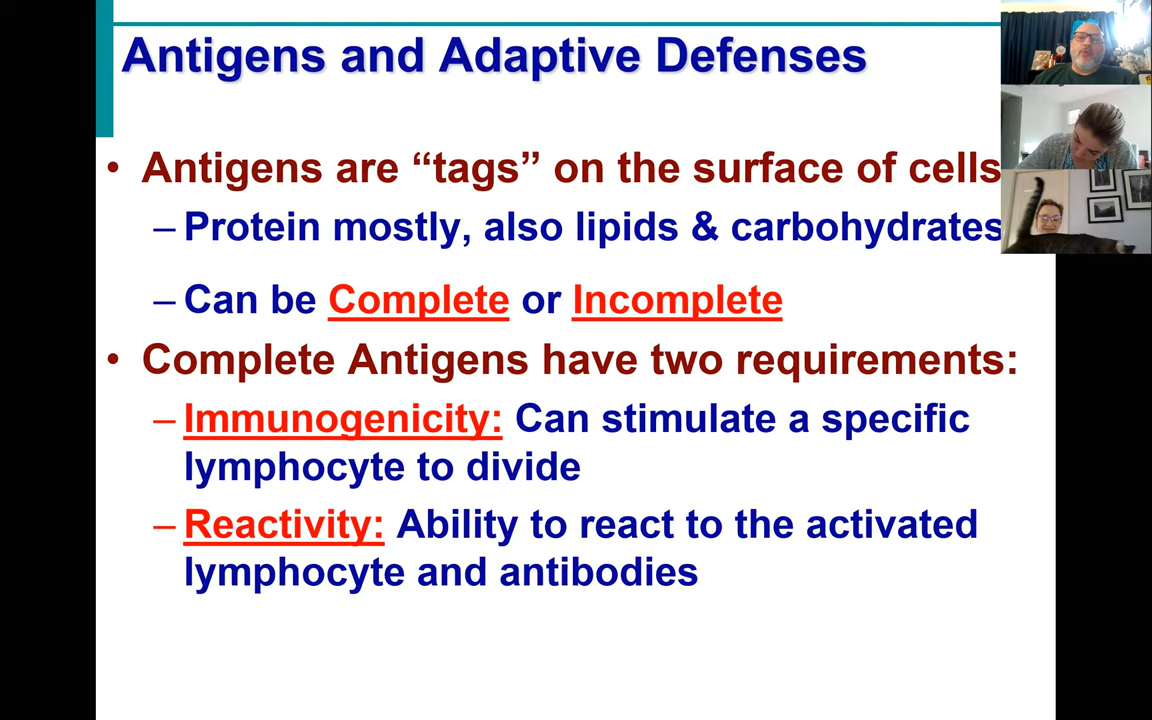 Antigens and Adaptive Defenses
• Antigens are “tags” on the surface of cells
– Protein mostly, also lipids & carbohydrates
– Can be Complete or Incomplete
• Complete Antigens have two requirements:
– Immunogenicity: Can stimulate a specific
lymphocyte to divide
– Reactivity: Ability to react to the activated
lymphocyte and antibodies